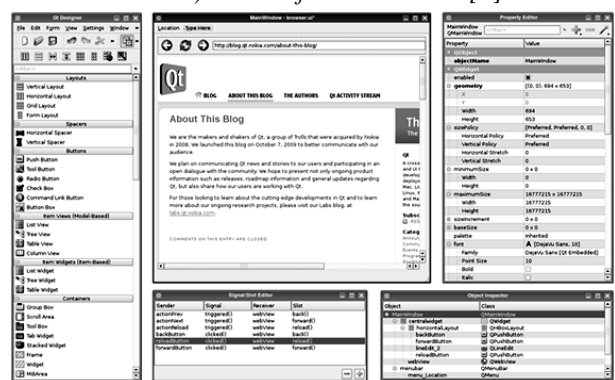 Qt Designer
File Edit Form View Settings Window
Layouts
Vertical Layout
Horizontal Layout
Grid Layout
Form Layout
Spacers
Horizontal Spacer
Vertical Spacer
Buttons
Push Button
Tool Button
Radio Button
Check Box
Command Link Button
Button Box
Item Views (Model-Based)
List View
Tree View
Table View
Column View
Item Widgets (Item-Based)
List Widget
Tree Widget
Table Widget
Containers
Group Box
Scroll Area
Tool Box
Tab Widget
Stacked Widget
Frame
Widget
MdiArea
MainWindow - browser.ui*
Location Type Here
http://blog.qt.nokia.com/about-this-blog/
Qt
BLOG ABOUT THIS BLOG THE AUTHORS QT ACTIVITY STREAM
About This Blog
We are the makers and shakers of Qt, a group of Trolls that were acquired by Nokia
in 2008. We launched this blog on October 7, 2009 to better communicate with our
audience.
We plan on communicating Qt news and stories to our users and participating in an
open dialogue with the community. We hope to present not only ongoing product
information such as releases, roadmap information and general updates regarding
Qt, but also share how our users are working with Qt.
For those looking to learn about the cutting-edge developments in Qt and to learn
more about our ongoing research projects, please visit our Labs blog, at
labs.qt.nokia.com.
COMMENTS ON THIS ENTRY ARE CLOSED.
Th
Qt
Subsc
Categ
Property Editor
MainWindow
QMainWindow
Property Value
QObject
objectName MainWindow
QWidget
enabled
geometry [(0, 0), 694 x 653]
X 0
Y 0
Width 694
Height 653
sizePolicy [Preferred, Preferred, 0, 0]
Horizontal Policy Preferred
Vertical Policy Preferred
Horizontal Stretch 0
Vertical Stretch 0
minimumSize 0 x 0
Width 0
Height 0
maximumSize 16777215 x 16777215
Width 16777215
Height 16777215
sizeIncrement 0 x 0
baseSize 0 x 0
palette Inherited
font A [DejaVu Sans, 10]
Family DejaVu Sans [Qt Embedded]
Point Size 10
Bold
Italic
Signal/Slot Editor
Sender Signal Receiver Slot
actionPrev triggered() webView back()
actionNext triggered() webView forward()
actionReload triggered() webView reload()
backButton clicked() webView back()
reloadButton clicked() webView reload()
forwardButton clicked() webView forward()
Object Inspector
Object Class
MainWindow QMainWindow
centralwidget QWidget
horizontalLayout QHBoxLayout
backButton QPushButton
forwardButton QPushButton
lineEdit_2 QLineEdit
reloadButton QPushButton
webView QWebView
menubar QMenuBar
menu_Location QMenu